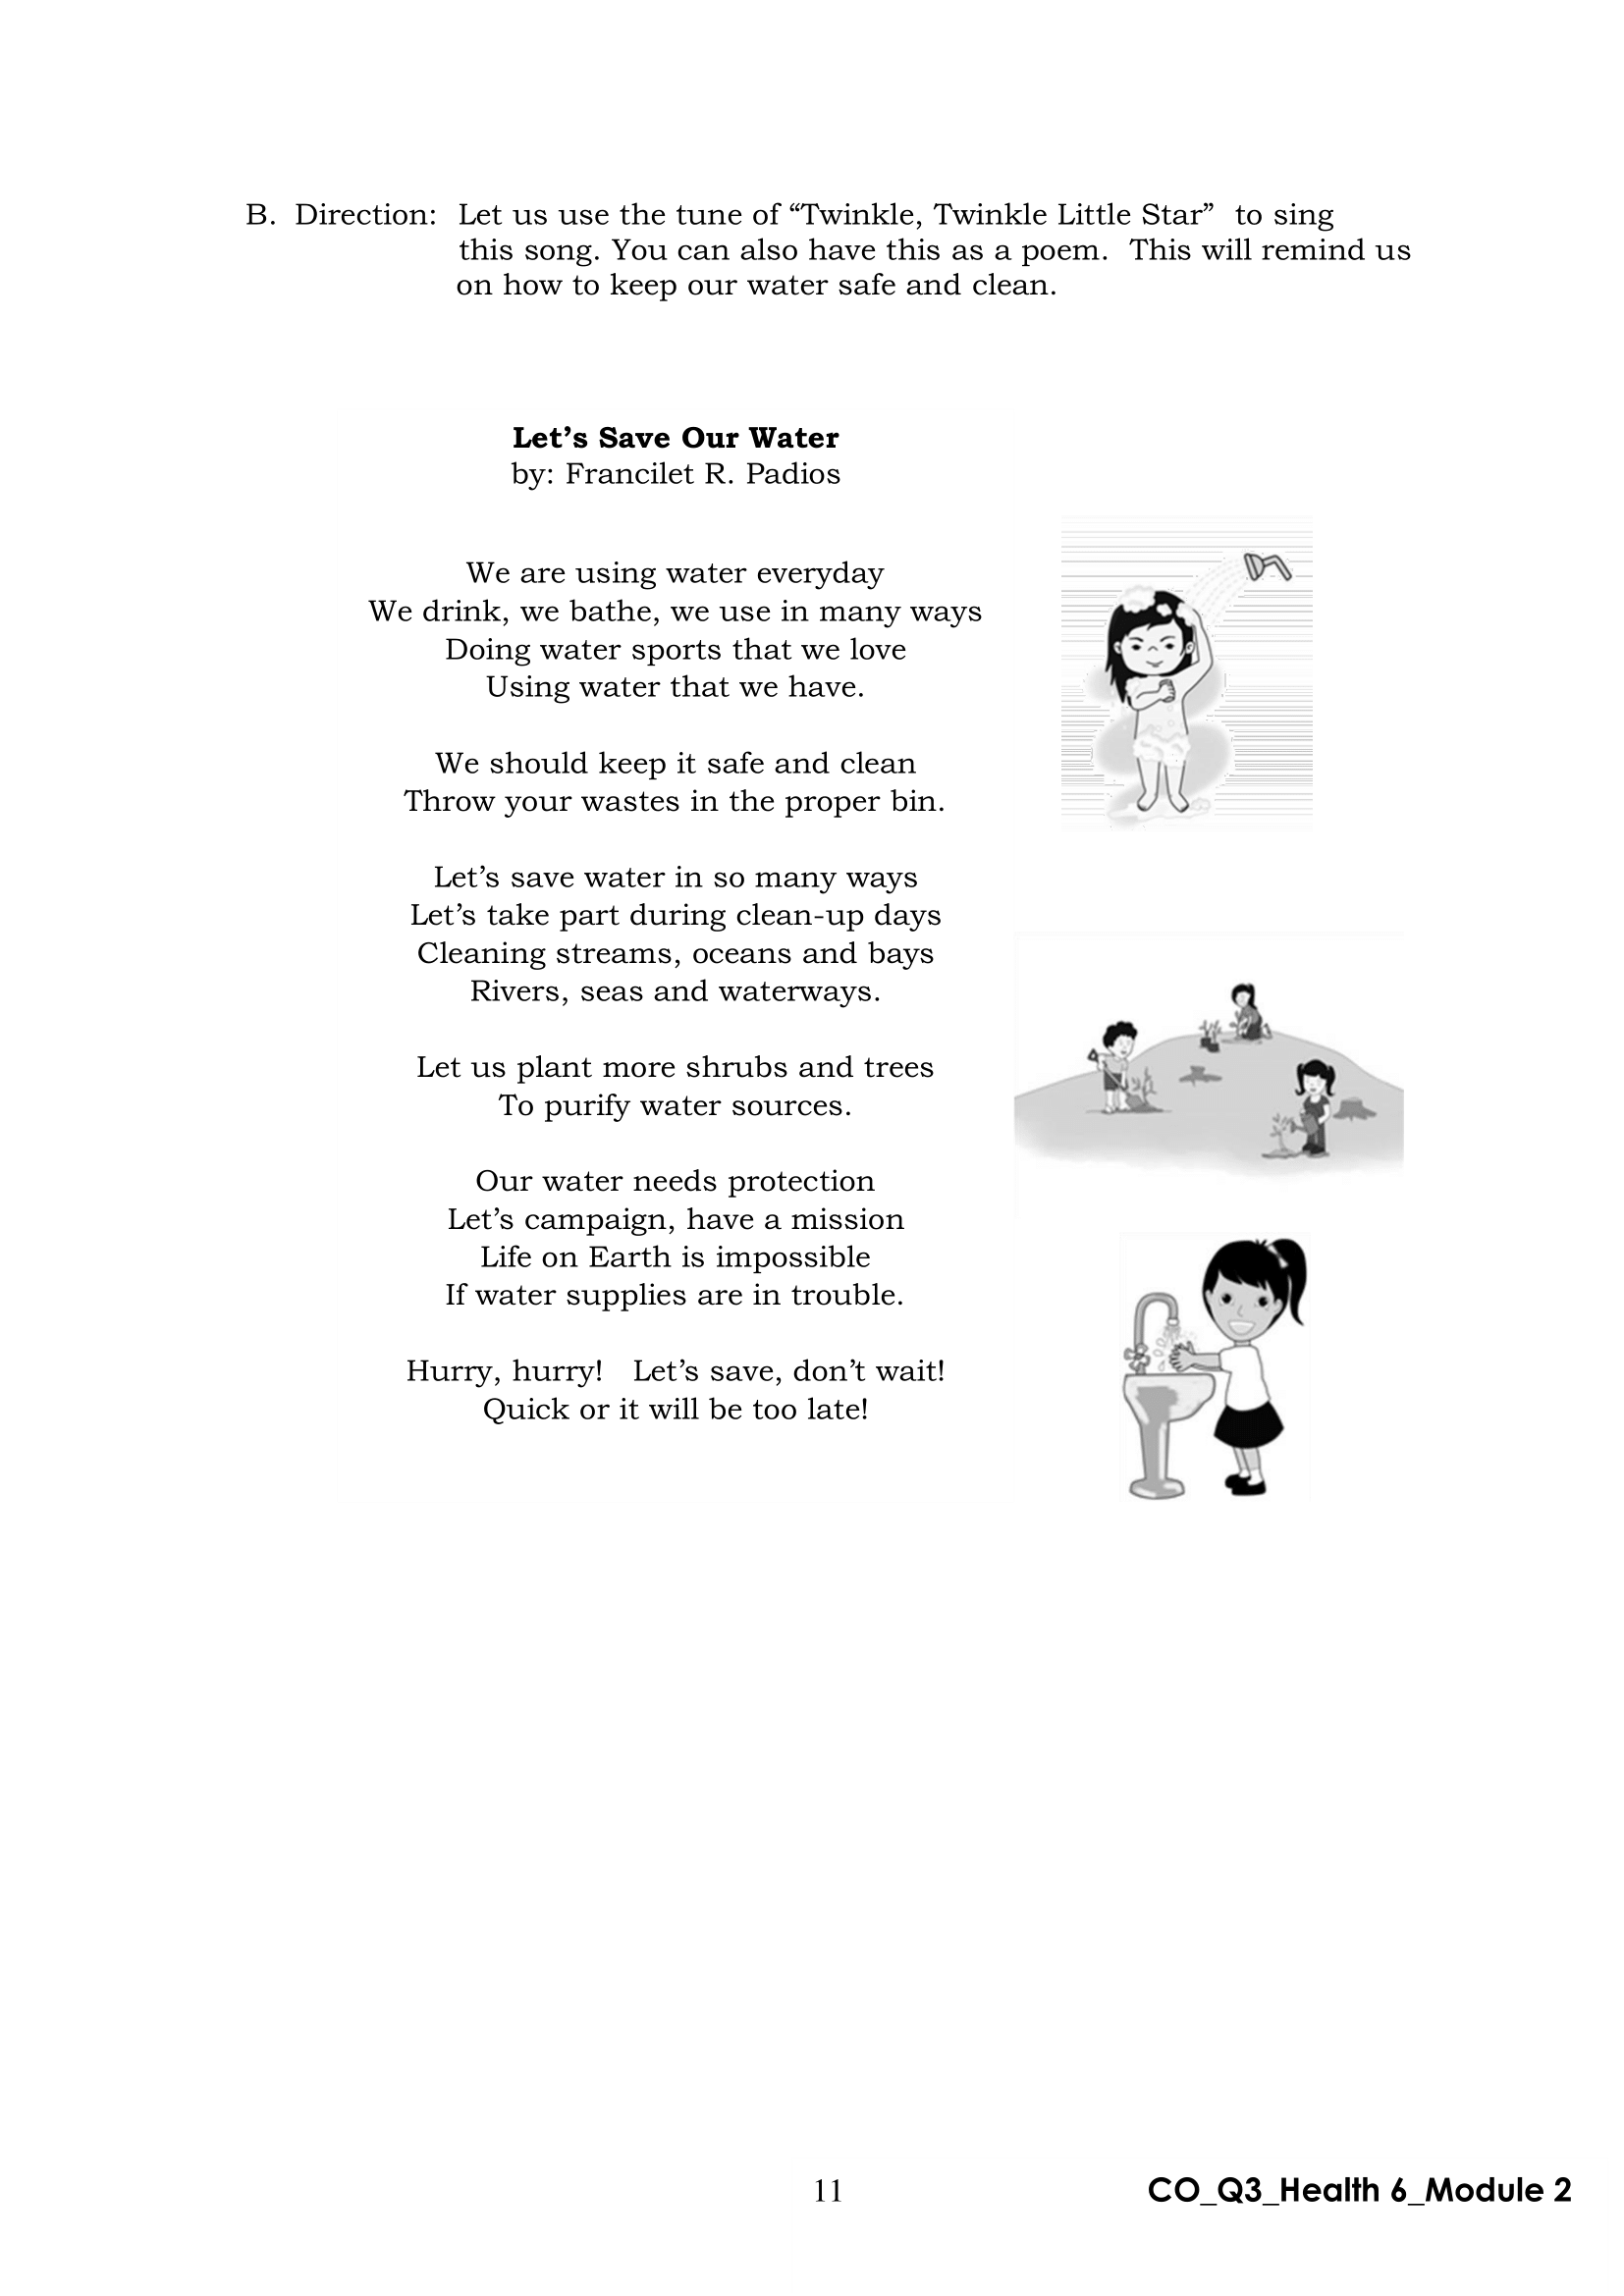 B. Direction: Let us use the tune of “Twinkle, Twinkle Little Star” to sing
this song. You can also have this as a poem. This will remind us
on how to keep our water safe and clean.
Let’s Save Our Water
by: Francilet R. Padios
We are using water everyday
We drink, we bathe, we use in many ways
Doing water sports that we love
Using water that we have.
We should keep it safe and clean
Throw your wastes in the proper bin.
Let’s save water in so many ways
Let’s take part during clean-up days
Cleaning streams, oceans and bays
Rivers, seas and waterways.
Let us plant more shrubs and trees
To purify water sources.
Our water needs protection
Let’s campaign, have a mission
Life on Earth is impossible
If water supplies are in trouble.
Hurry, hurry! Let’s save, don’t wait!
Quick or it will be too late!
11
CO_Q3_Health 6_Module 2